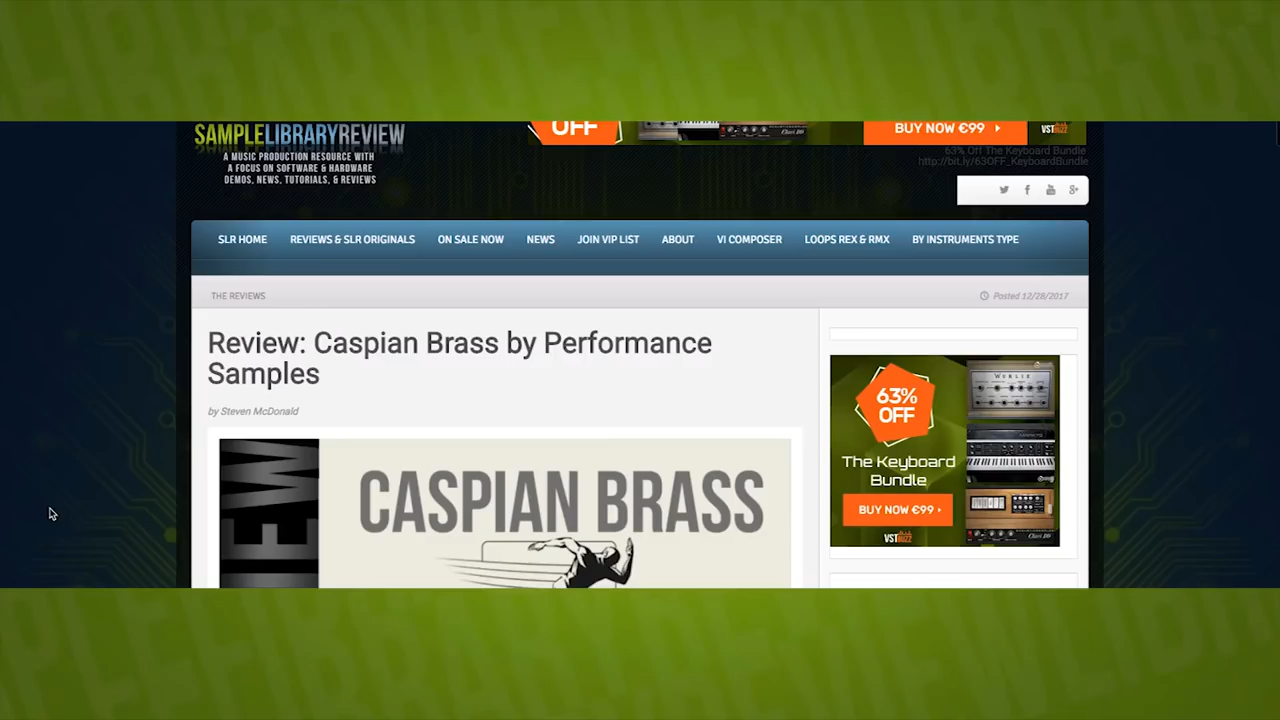 SAMPLELIBRARYREVIEW
A MUSIC PRODUCTION RESOURCE WITH
A FOCUS ON SOFTWARE & HARDWARE
DEMOS, NEWS, TUTORIALS, & REVIEWS
OFF
BUY NOW €99
VSTBUZZ
63% Off The Keyboard Bundle
http://bit.ly/63OFF_KeyboardBundle
SLR HOME REVIEWS & SLR ORIGINALS ON SALE NOW NEWS JOIN VIP LIST ABOUT VI COMPOSER LOOPS REX & RMX BY INSTRUMENTS TYPE
THE REVIEWS
Posted 12/28/2017
Review: Caspian Brass by Performance
Samples
by Steven McDonald
CASPIAN BRASS
63%
OFF
The Keyboard
Bundle
BUY NOW €99
VSTBUZZ